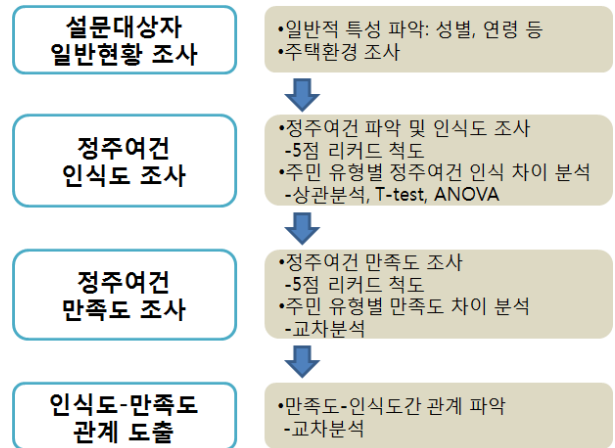 설문대상자
일반현황 조사
•일반적 특성 파악: 성별, 연령 등
•주택환경 조사
정주여건
인식도 조사
•정주여건 파악 및 인식도 조사
-5점 리커드 척도
•주민 유형별 정주여건 인식 차이 분석
-상관분석, T-test, ANOVA
정주여건
만족도 조사
•정주여건 만족도 조사
-5점 리커드 척도
•주민 유형별 만족도 차이 분석
-교차분석
인식도-만족도
관계 도출
•만족도-인식도간 관계 파악
-교차분석